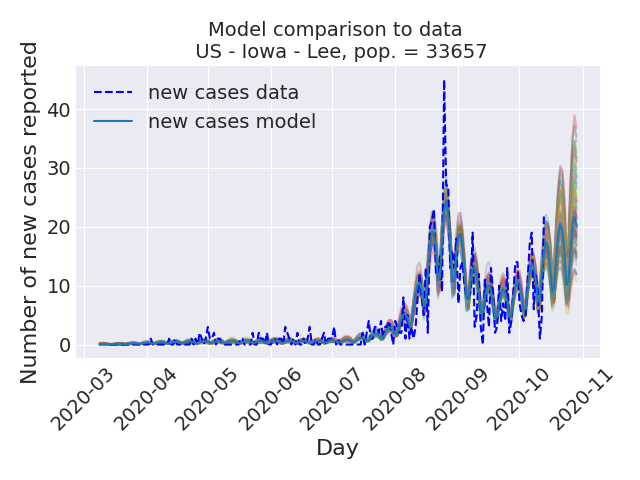 Model comparison to data
US - Iowa - Lee, pop. = 33657
new cases data
new cases model
Number of new cases reported
40
30
20
10
0
2020-03
2020-04
2020-05
2020-06
2020-07
2020-08
2020-09
2020-10
2020-11
Day